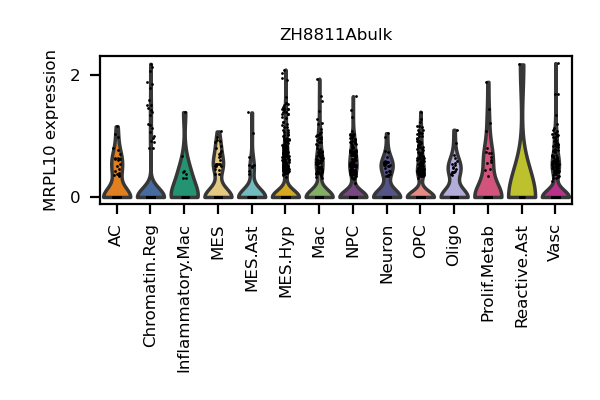 ZH8811Abulk
MRPL10 expression
2
0
AC
Chromatin.Reg
Inflammatory.Mac
MES
MES.Ast
MES.Hyp
Mac
NPC
Neuron
OPC
Oligo
Prolif.Metab
Reactive.Ast
Vasc